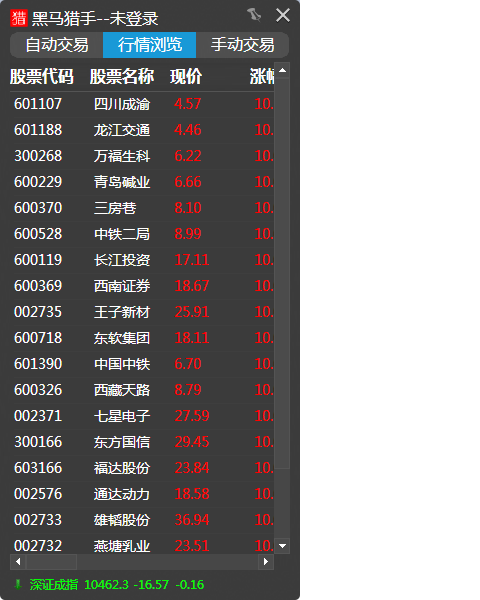 猎 黑马猎手--未登录
自动交易 行情浏览 手动交易
股票代码 股票名称 现价 涨幅
601107 四川成渝 4.57 10.
601188 龙江交通 4.46 10.
300268 万福生科 6.22 10.
600229 青岛碱业 6.66 10.
600370 三房巷 8.10 10.
600528 中铁二局 8.99 10.
600119 长江投资 17.11 10.
600369 西南证券 18.67 10.
002735 王子新材 25.91 10.
600718 东软集团 18.11 10.
601390 中国中铁 6.70 10.
600326 西藏天路 8.79 10.
002371 七星电子 27.59 10.
300166 东方国信 29.45 10.
603166 福达股份 23.84 10.
002576 通达动力 18.58 10.
002733 雄韬股份 36.94 10.
002732 燕塘乳业 23.51 10.
深证成指 10462.3 -16.57 -0.16